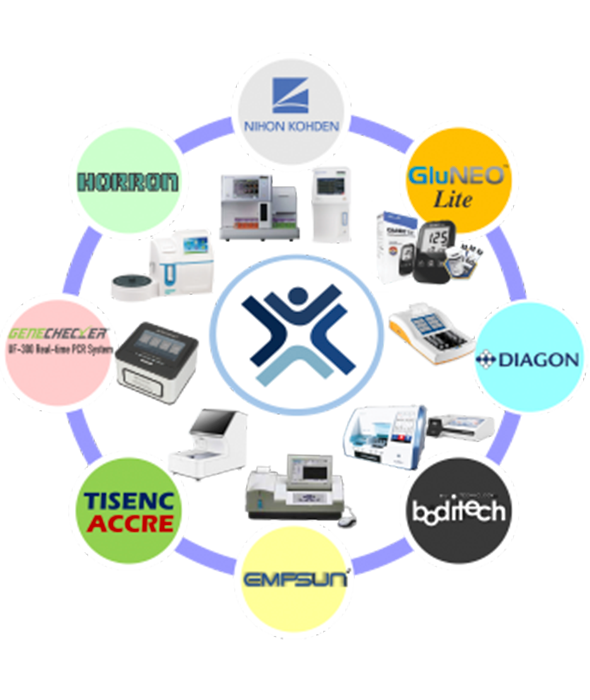 NIHON KOHDEN
GluNEO™
Lite
DIAGON
boditech
EMPSUN
TISENC
ACCRE
GENECHECKER
UF-300 Real-time PCR System
HORRON
125